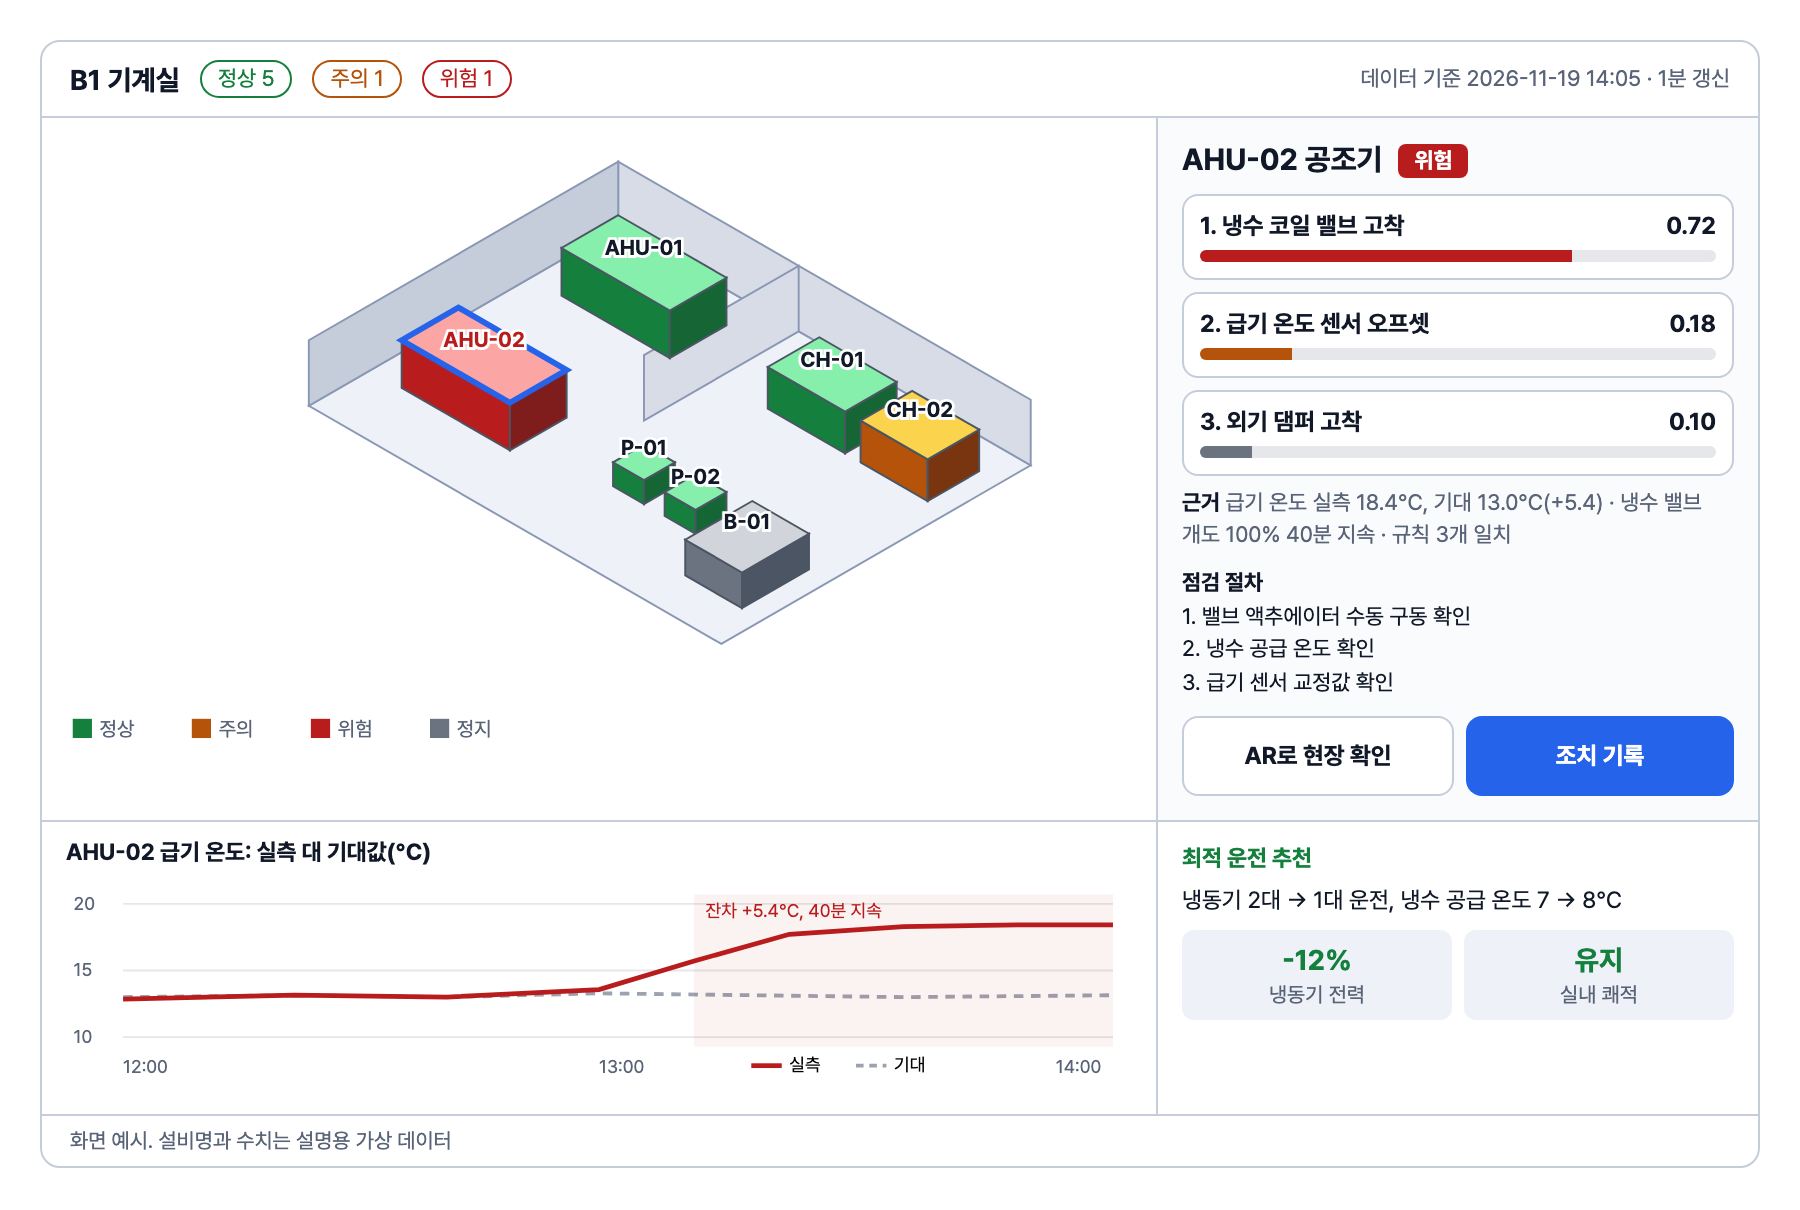 B1 기계실
정상 5
주의 1
위험 1
데이터 기준 2026-11-19 14:05 · 1분 갱신
AHU-01
AHU-02
CH-01
CH-02
P-01
P-02
B-01
정상
주의
위험
정지
AHU-02 공조기
위험
1. 냉수 코일 밸브 고착
0.72
2. 급기 온도 센서 오프셋
0.18
3. 외기 댐퍼 고착
0.10
근거 급기 온도 실측 18.4°C, 기대 13.0°C(+5.4) · 냉수 밸브
개도 100% 40분 지속 · 규칙 3개 일치
점검 절차
1. 밸브 액추에이터 수동 구동 확인
2. 냉수 공급 온도 확인
3. 급기 센서 교정값 확인
AR로 현장 확인
조치 기록
AHU-02 급기 온도: 실측 대 기대값(°C)
20
잔차 +5.4°C, 40분 지속
15
10
12:00
13:00
실측
기대
14:00
최적 운전 추천
냉동기 2대 → 1대 운전, 냉수 공급 온도 7 → 8°C
-12%
냉동기 전력
유지
실내 쾌적
화면 예시. 설비명과 수치는 설명용 가상 데이터